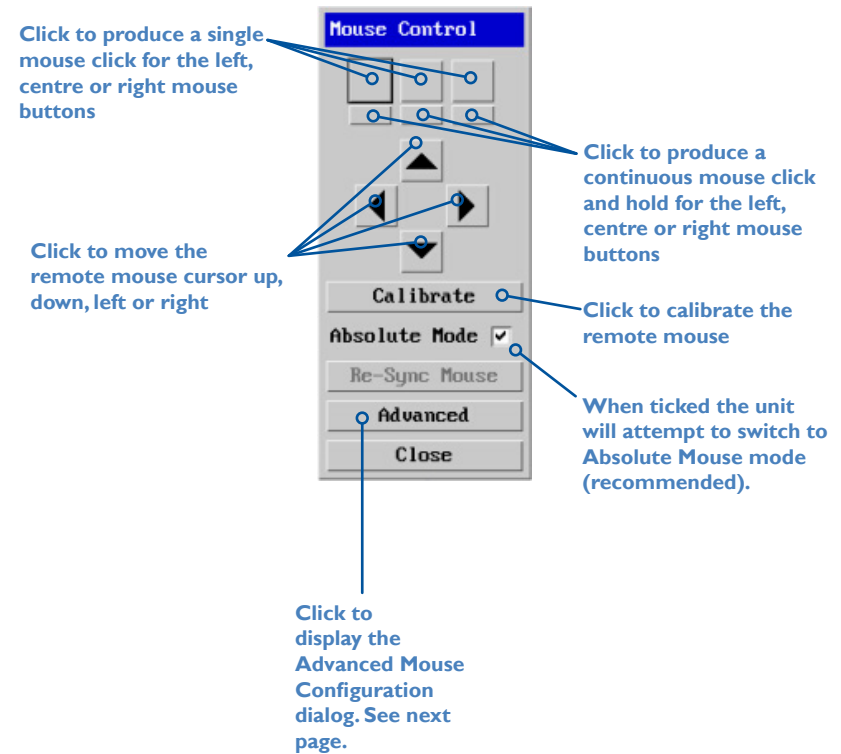 Click to produce a single
mouse click for the left,
centre or right mouse
buttons
Mouse Control
Click to produce a
continuous mouse click
and hold for the left,
centre or right mouse
buttons
Click to move the
remote mouse cursor up,
down, left or right
Calibrate
Click to calibrate the
remote mouse
Absolute Mode
Re-Sync Mouse
When ticked the unit
will attempt to switch to
Absolute Mouse mode
(recommended).
Advanced
Close
Click to
display the
Advanced Mouse
Configuration
dialog. See next
page.